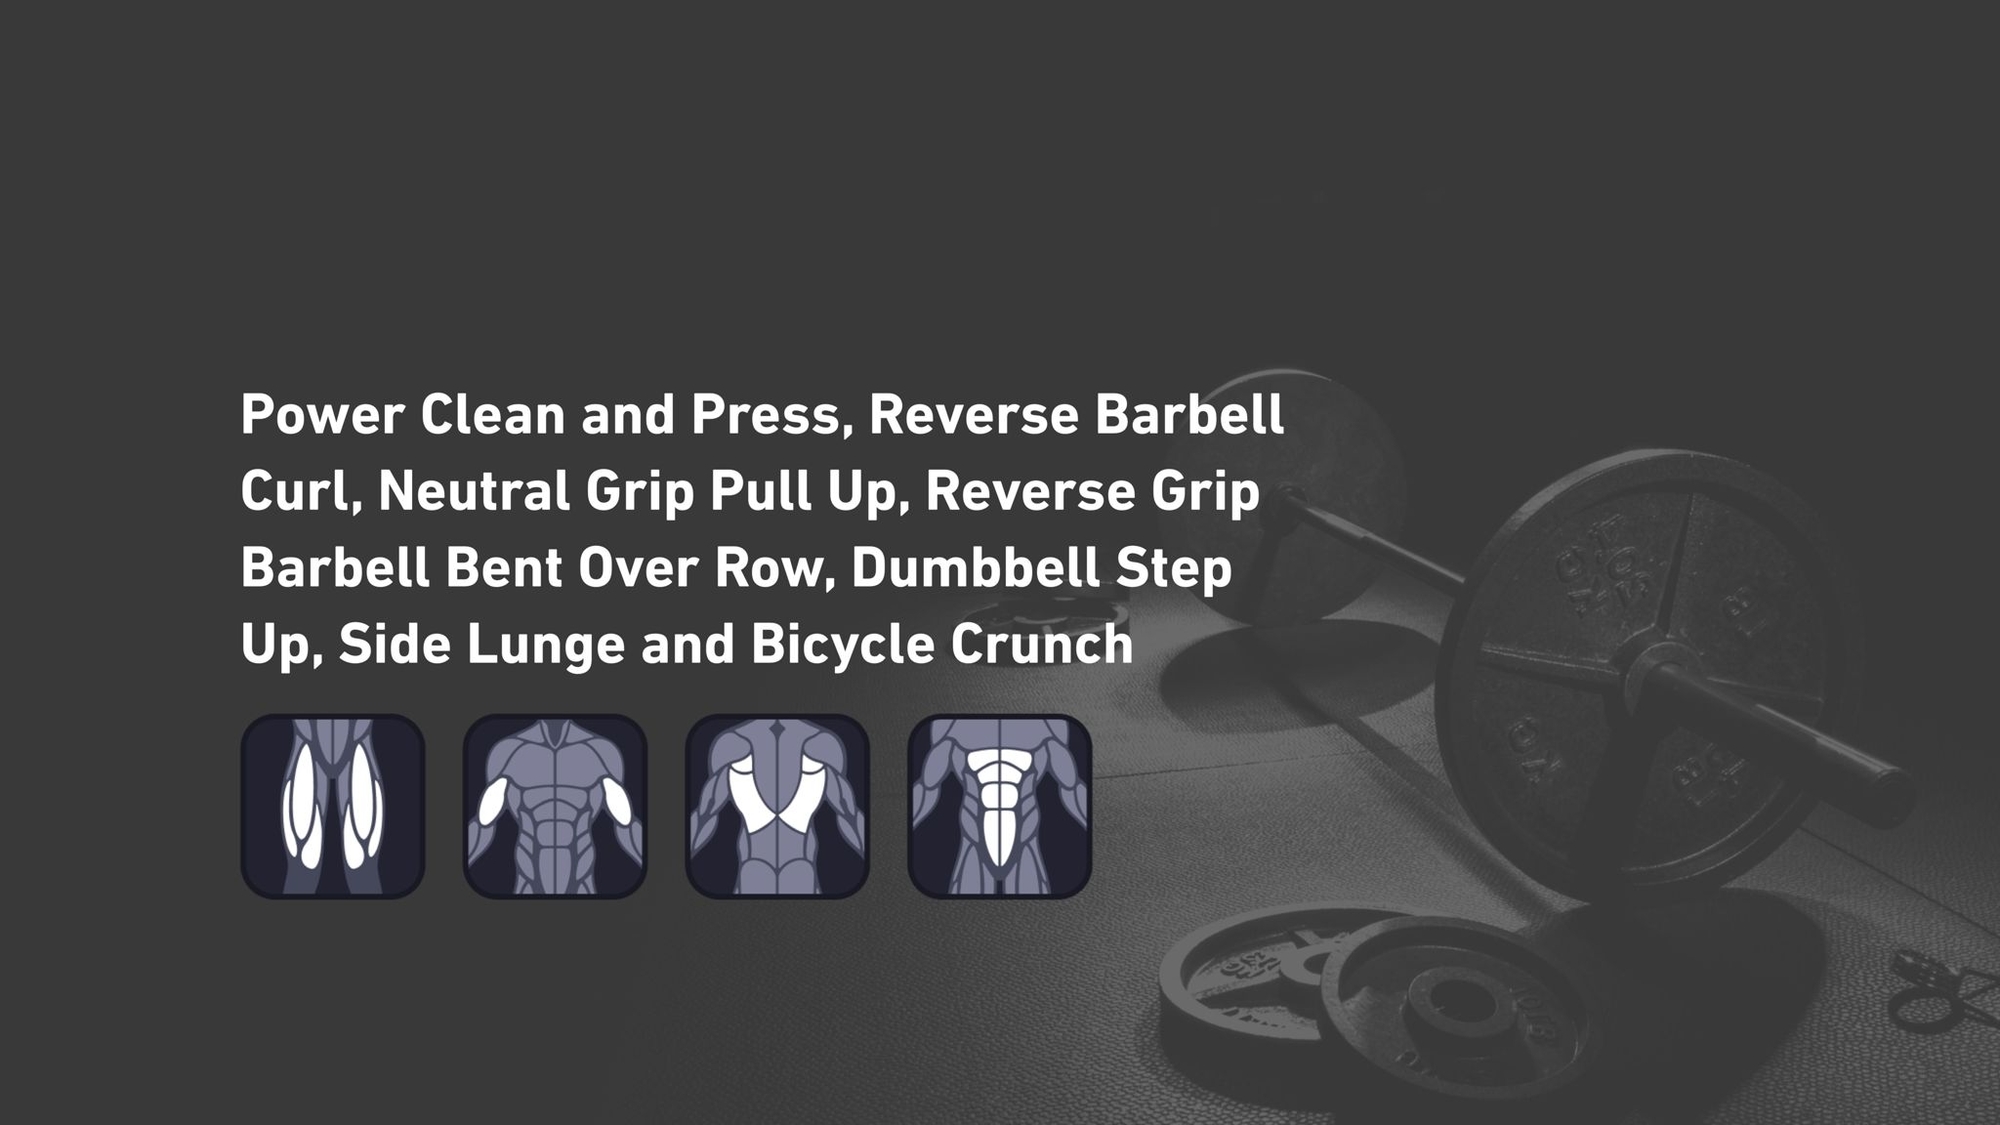 Power Clean and Press, Reverse Barbell
Curl, Neutral Grip Pull Up, Reverse Grip
Barbell Bent Over Row, Dumbbell Step
Up, Side Lunge and Bicycle Crunch